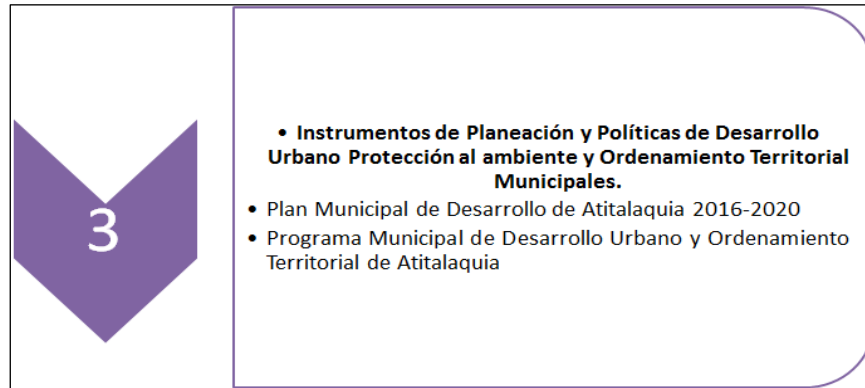 3
• Instrumentos de Planeación y Políticas de Desarrollo
Urbano Protección al ambiente y Ordenamiento Territorial
Municipales.
• Plan Municipal de Desarrollo de Atitalaquia 2016-2020
• Programa Municipal de Desarrollo Urbano y Ordenamiento
Territorial de Atitalaquia